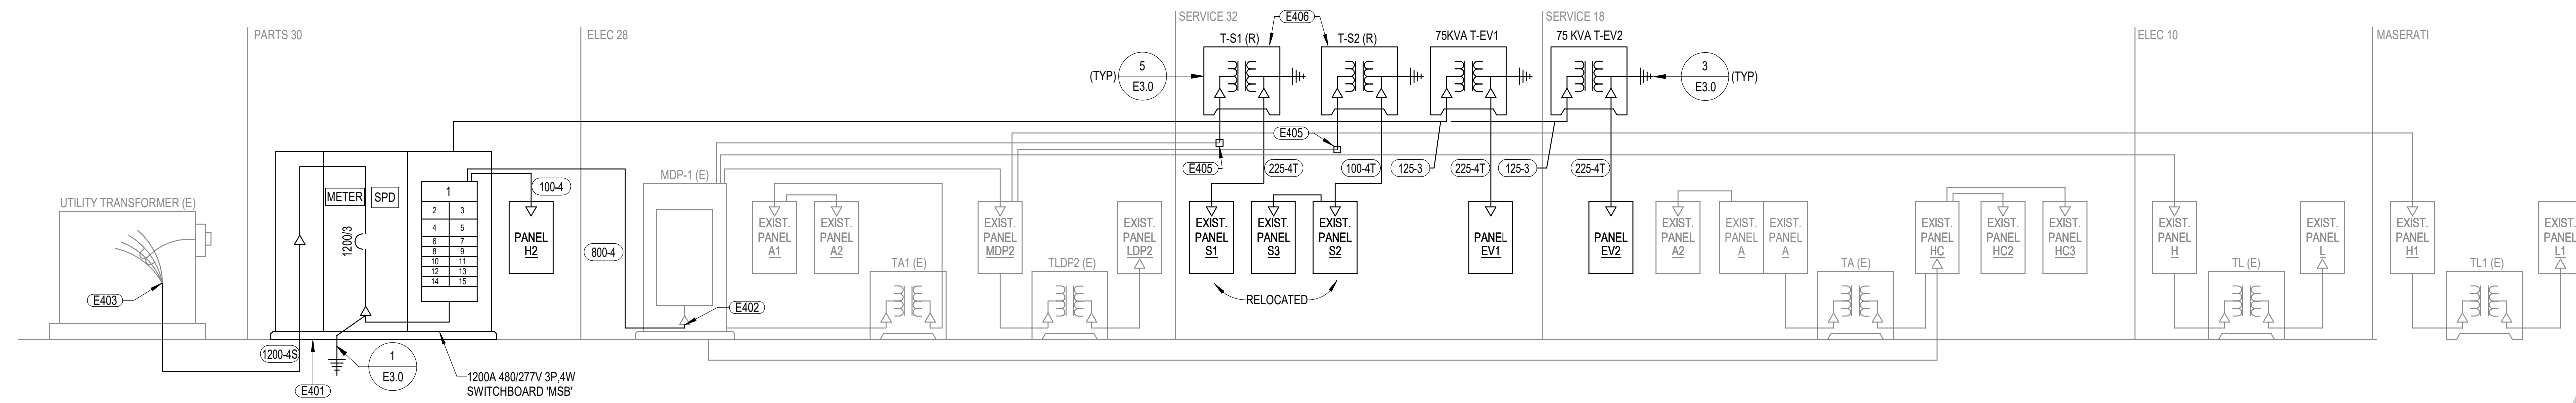 PARTS 30
ELEC 28
SERVICE 32
SERVICE 18
ELEC 10
MASERATI
E406
T-S1 (R)
T-S2 (R)
75KVA T-EV1
75 KVA T-EV2
(TYP)
5
E3.0
3
E3.0
(TYP)
E405
E405
225-4T
100-4T
125-3
225-4T
125-3
225-4T
UTILITY TRANSFORMER (E)
E403
METER
SPD
1200/3
1
2 3
4 5
6 7
8 9
10 11
12 13
14 15
100-4
PANEL
H2
800-4
MDP-1 (E)
E402
EXIST.
PANEL
A1
EXIST.
PANEL
A2
TA1 (E)
EXIST.
PANEL
MDP2
TLDP2 (E)
EXIST.
PANEL
LDP2
EXIST.
PANEL
S1
EXIST.
PANEL
S3
EXIST.
PANEL
S2
RELOCATED
PANEL
EV1
PANEL
EV2
EXIST.
PANEL
A2
EXIST.
PANEL
A
EXIST.
PANEL
A
TA (E)
EXIST.
PANEL
HC
EXIST.
PANEL
HC2
EXIST.
PANEL
HC3
EXIST.
PANEL
H
TL (E)
EXIST.
PANEL
L
EXIST.
PANEL
H1
TL1 (E)
EXIST.
PANEL
L1
1200-4S
E401
1
E3.0
1200A 480/277V 3P,4W
SWITCHBOARD 'MSB'